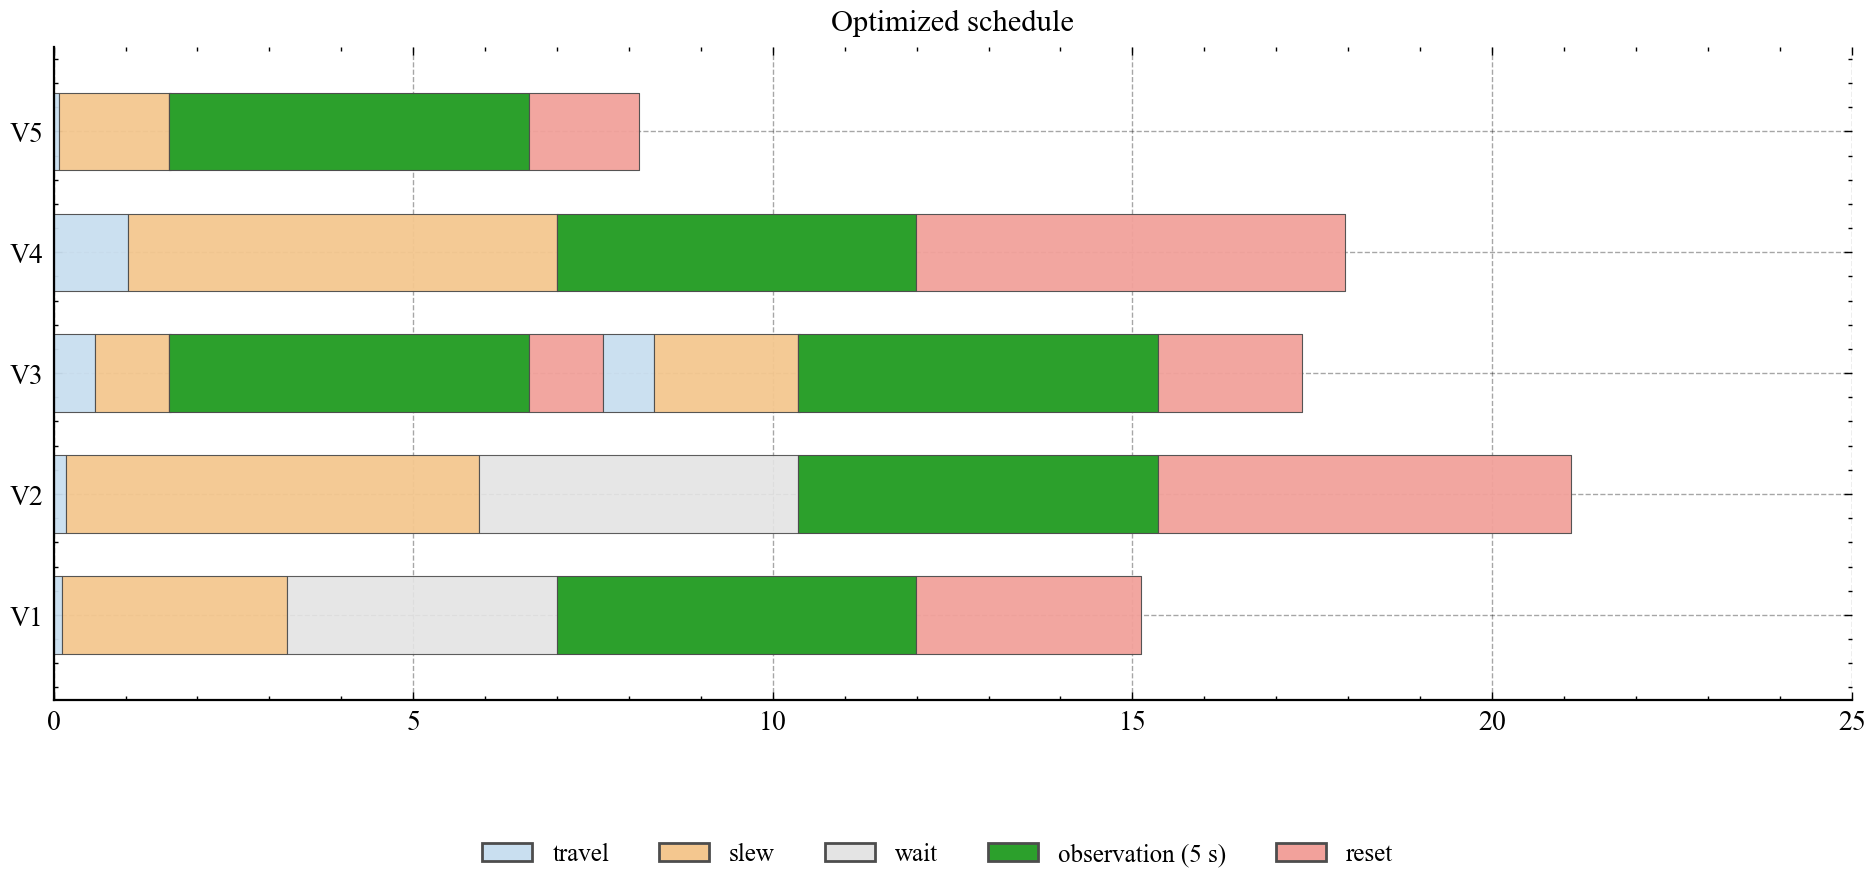 Optimized schedule
V5
V4
V3
V2
V1
0 5 10 15 20 25
travel slew wait observation (5 s) reset